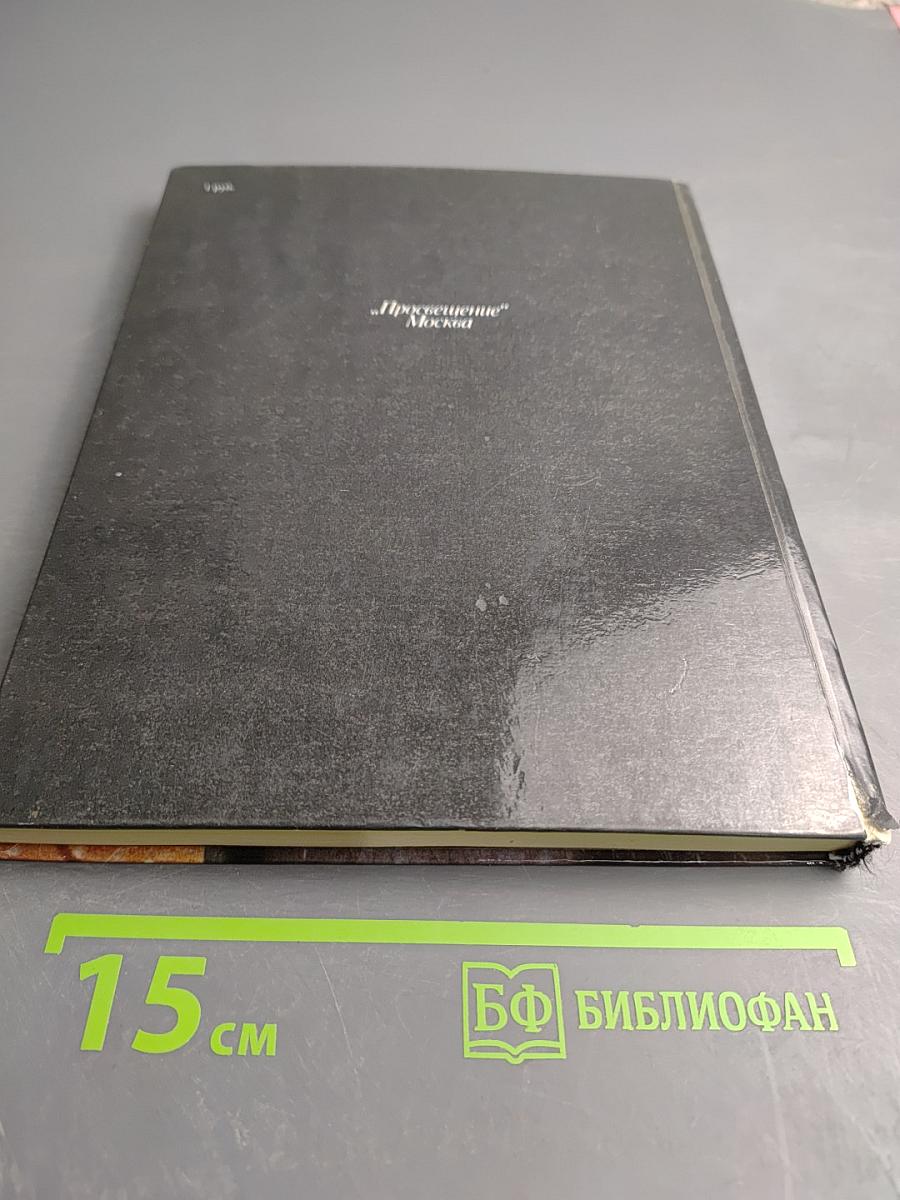 „Просвещение“
Москва
15 см
БФ БИБЛИОФАН